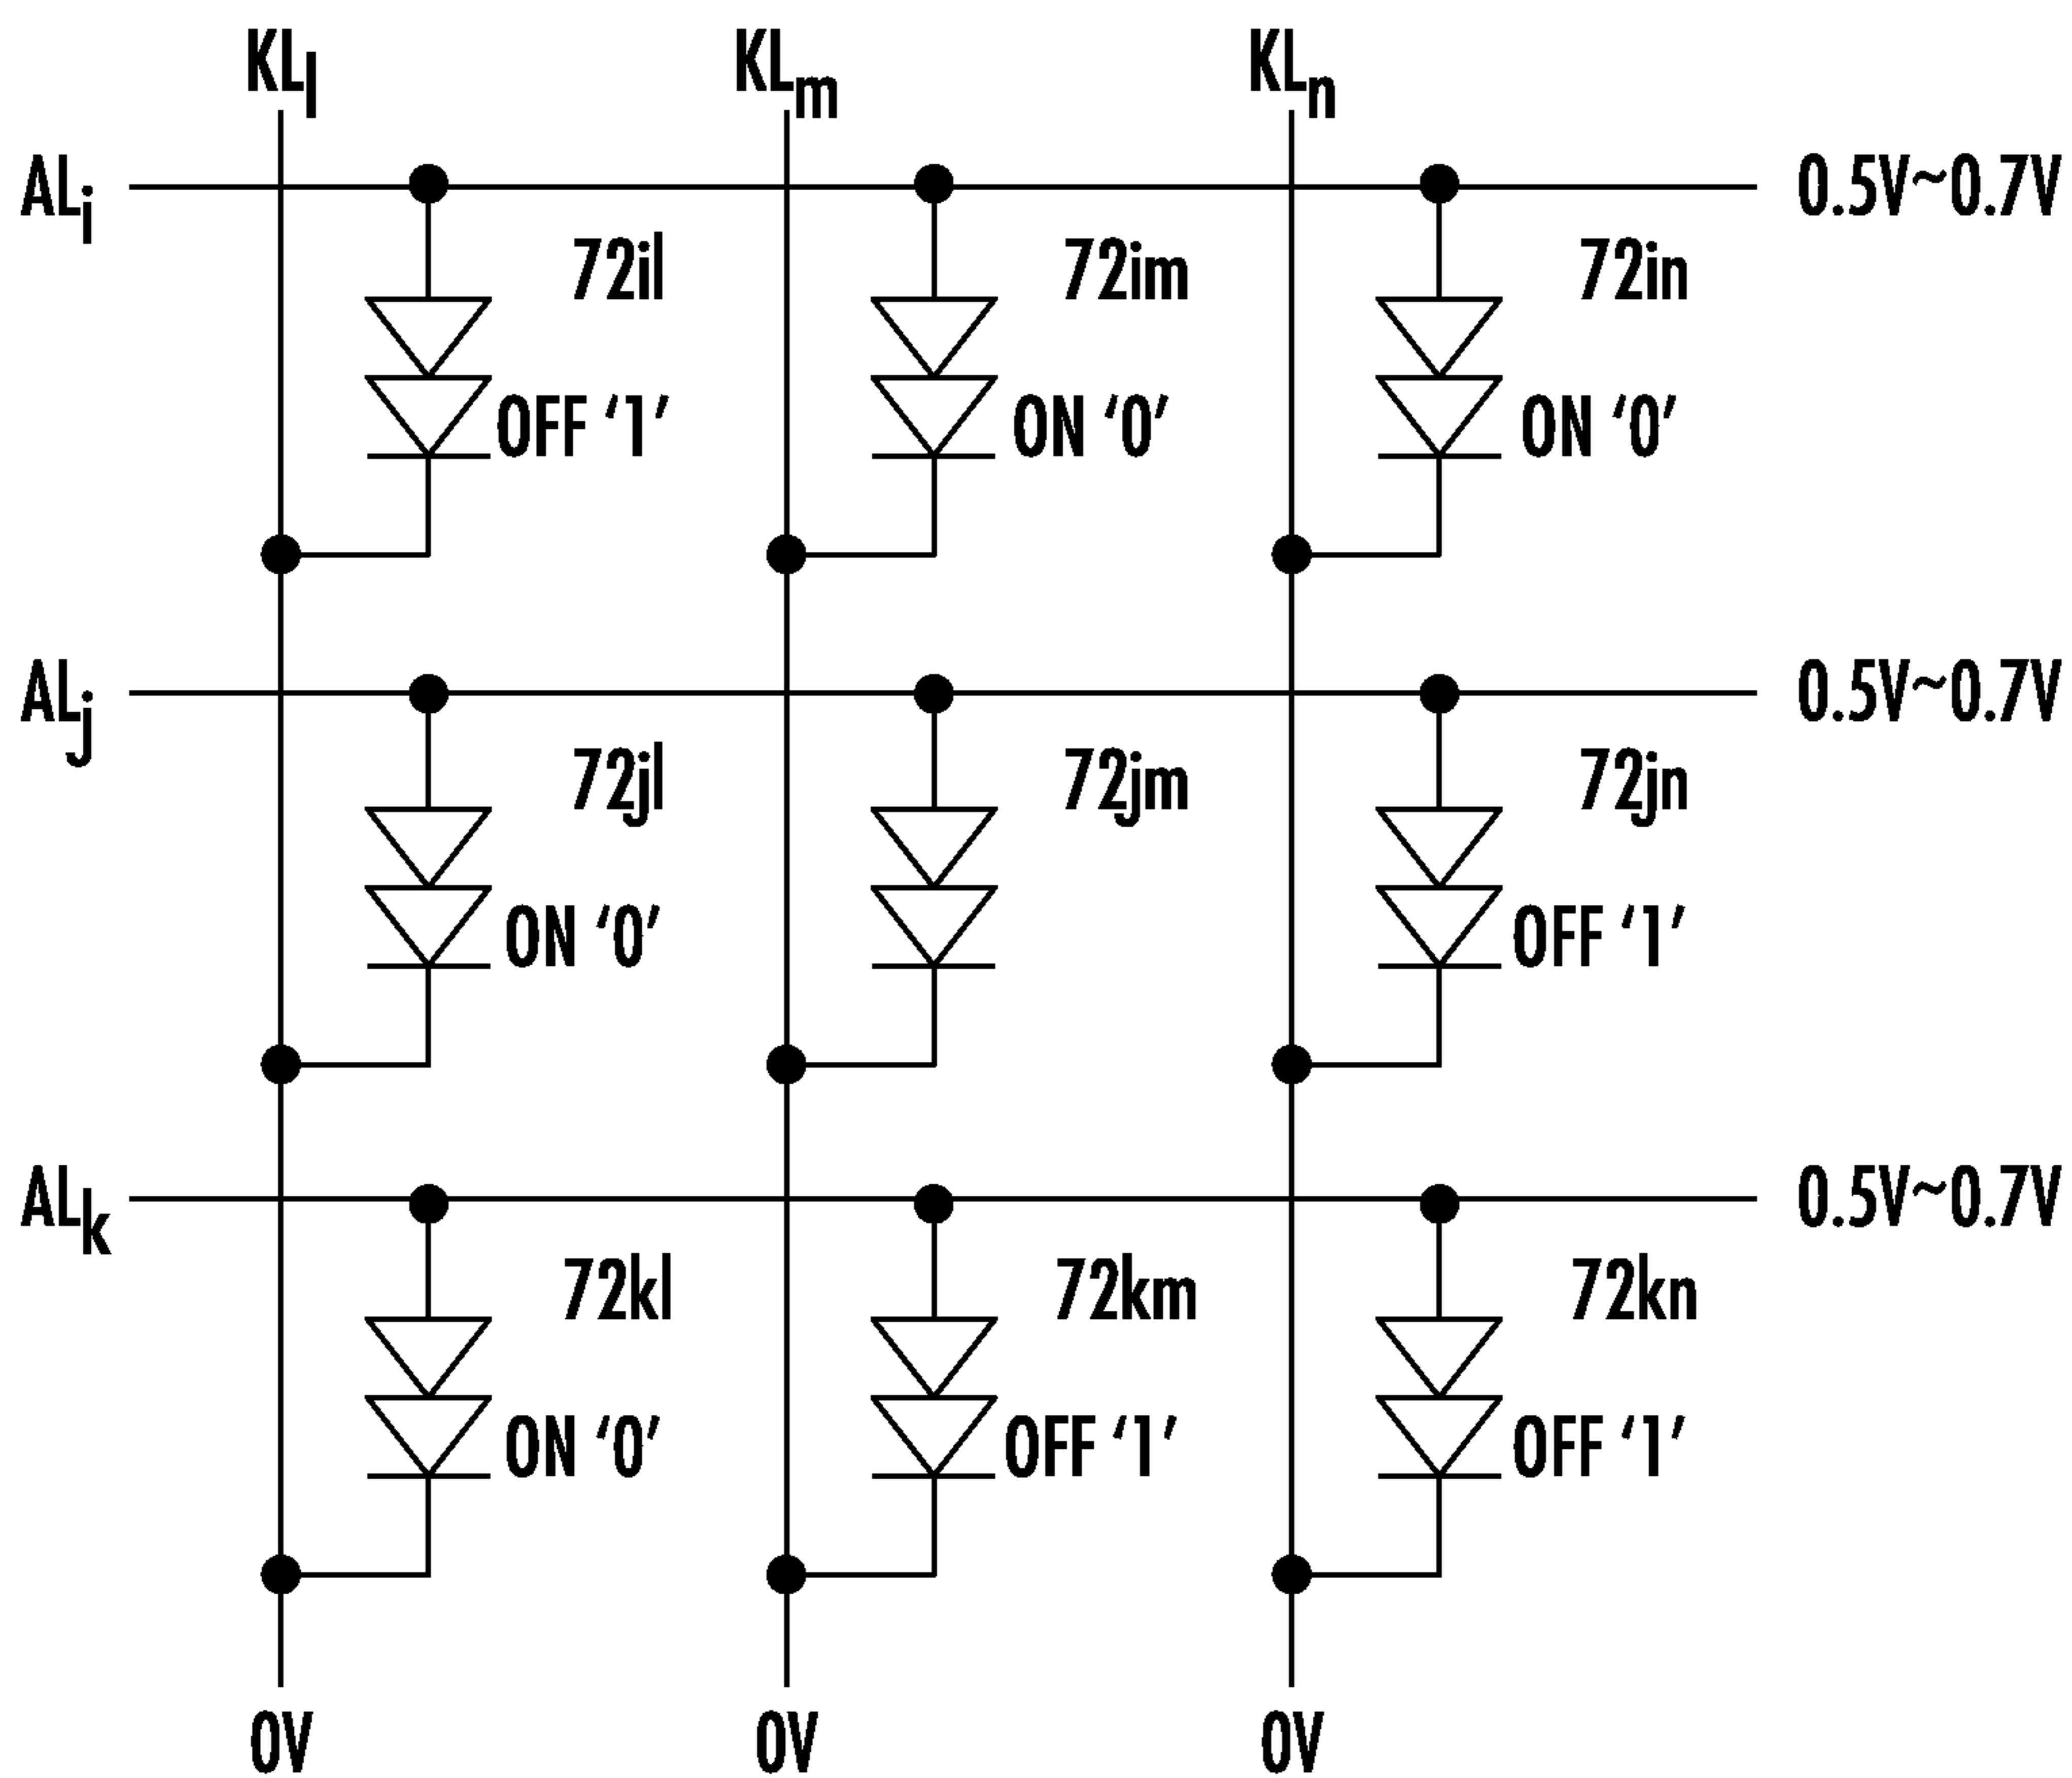 KLl KLm KLn
ALi 0.5V~0.7V
72il 72im 72in
OFF ‘1’ ON ‘0’ ON ‘0’
ALj 0.5V~0.7V
72jl 72jm 72jn
ON ‘0’ OFF ‘1’
ALk 0.5V~0.7V
72kl 72km 72kn
ON ‘0’ OFF ‘1’ OFF ‘1’
0V 0V 0V